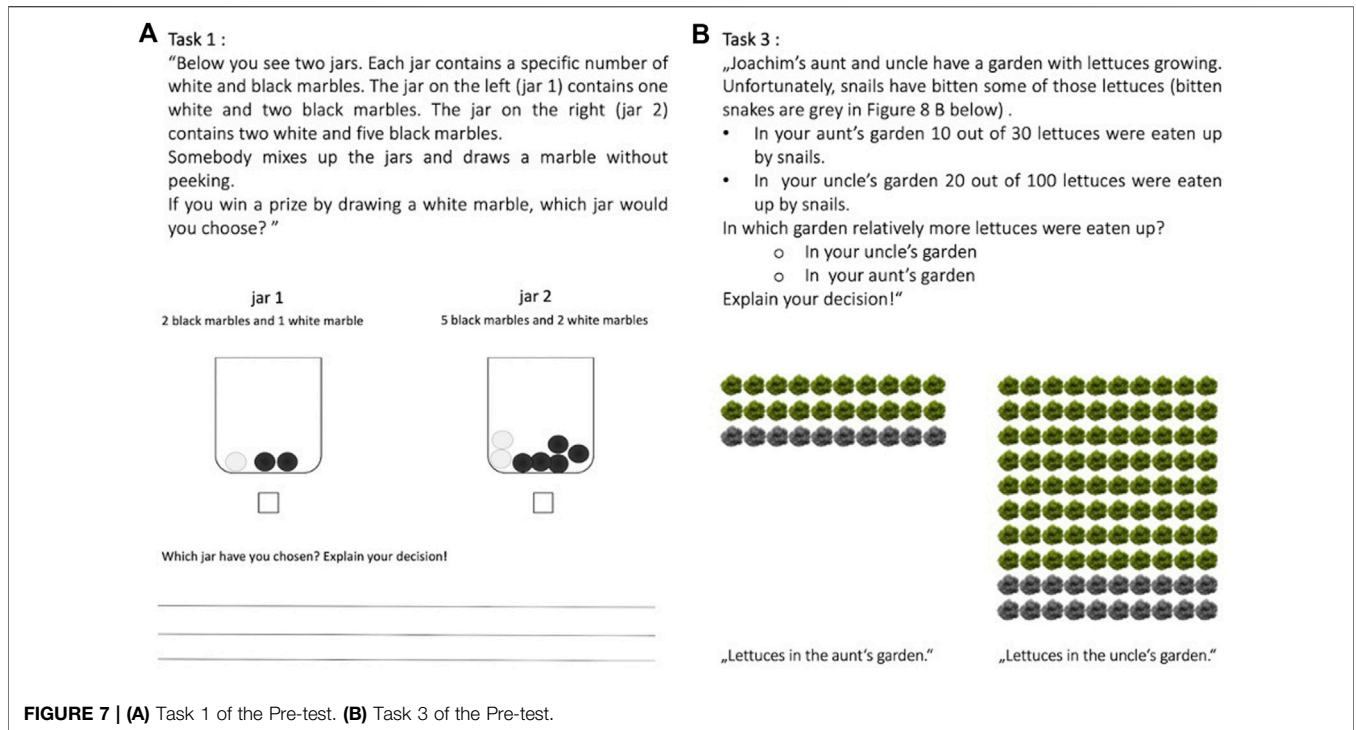 A Task 1 :
“Below you see two jars. Each jar contains a specific number of
white and black marbles. The jar on the left (jar 1) contains one
white and two black marbles. The jar on the right (jar 2)
contains two white and five black marbles.
Somebody mixes up the jars and draws a marble without
peeking.
If you win a prize by drawing a white marble, which jar would
you choose? ”
jar 1
2 black marbles and 1 white marble
jar 2
5 black marbles and 2 white marbles
Which jar have you chosen? Explain your decision!
B Task 3 :
„Joachim’s aunt and uncle have a garden with lettuces growing.
Unfortunately, snails have bitten some of those lettuces (bitten
snakes are grey in Figure 8 B below) .
• In your aunt’s garden 10 out of 30 lettuces were eaten up
by snails.
• In your uncle’s garden 20 out of 100 lettuces were eaten
up by snails.
In which garden relatively more lettuces were eaten up?
o In your uncle’s garden
o In your aunt’s garden
Explain your decision!“
„Lettuces in the aunt‘s garden.“
„Lettuces in the uncle‘s garden.“
FIGURE 7 | (A) Task 1 of the Pre-test. (B) Task 3 of the Pre-test.